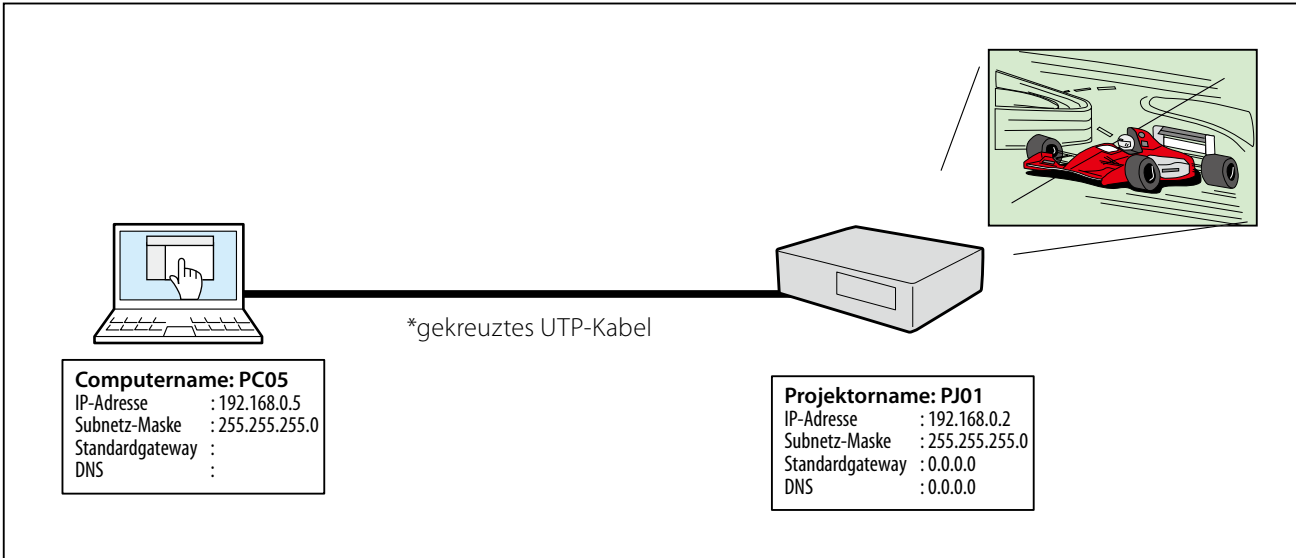 *gekreuztes UTP-Kabel
Computername: PC05
IP-Adresse : 192.168.0.5
Subnetz-Maske : 255.255.255.0
Standardgateway :
DNS :
Projektorname: PJ01
IP-Adresse : 192.168.0.2
Subnetz-Maske : 255.255.255.0
Standardgateway : 0.0.0.0
DNS : 0.0.0.0